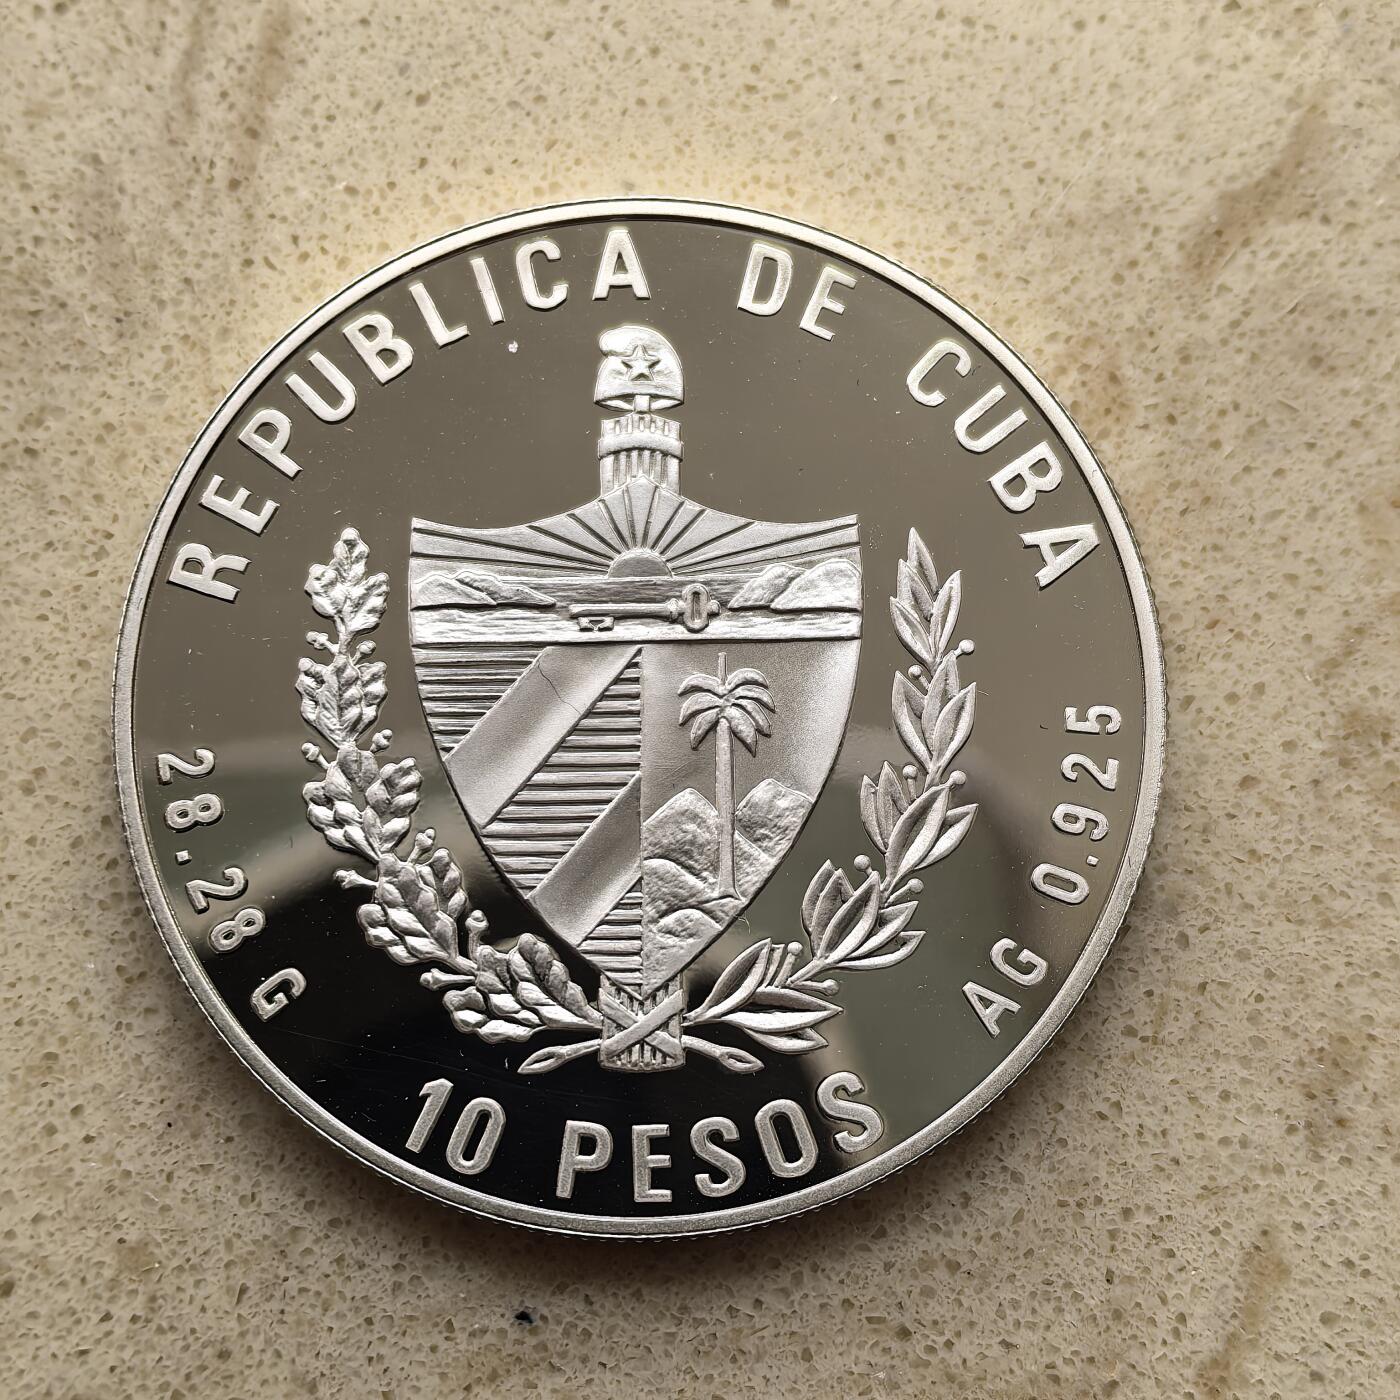 REPUBLICA DE CUBA
28.28 G
AG 0.925
10 PESOS